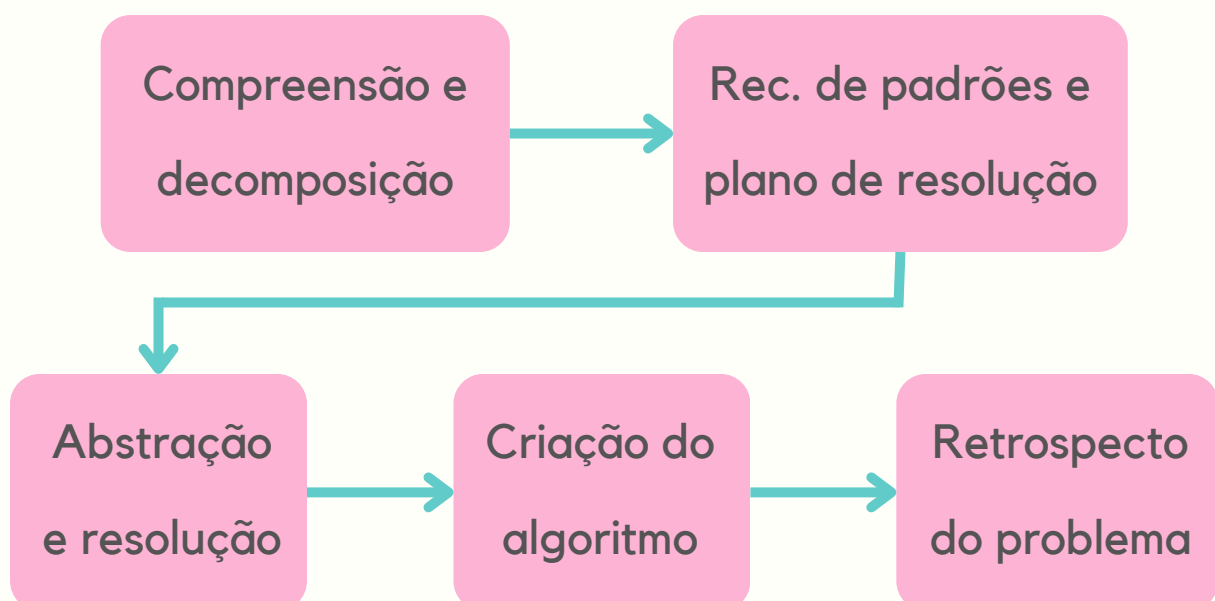 Compreensão e
decomposição
Rec. de padrões e
plano de resolução
Abstração
e resolução
Criação do
algoritmo
Retrospecto
do problema